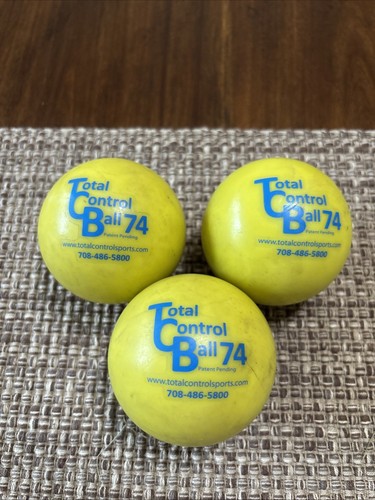 Total
Control
Ball 74
Patent Pending
www.totalcontrolsports.com
708-486-5800
Total
Control
Ball 74
Patent Pending
www.totalcontrolsports.com
708-486-5800
Total
Control
Ball 74
Patent Pending
www.totalcontrolsports.com
708-486-5800